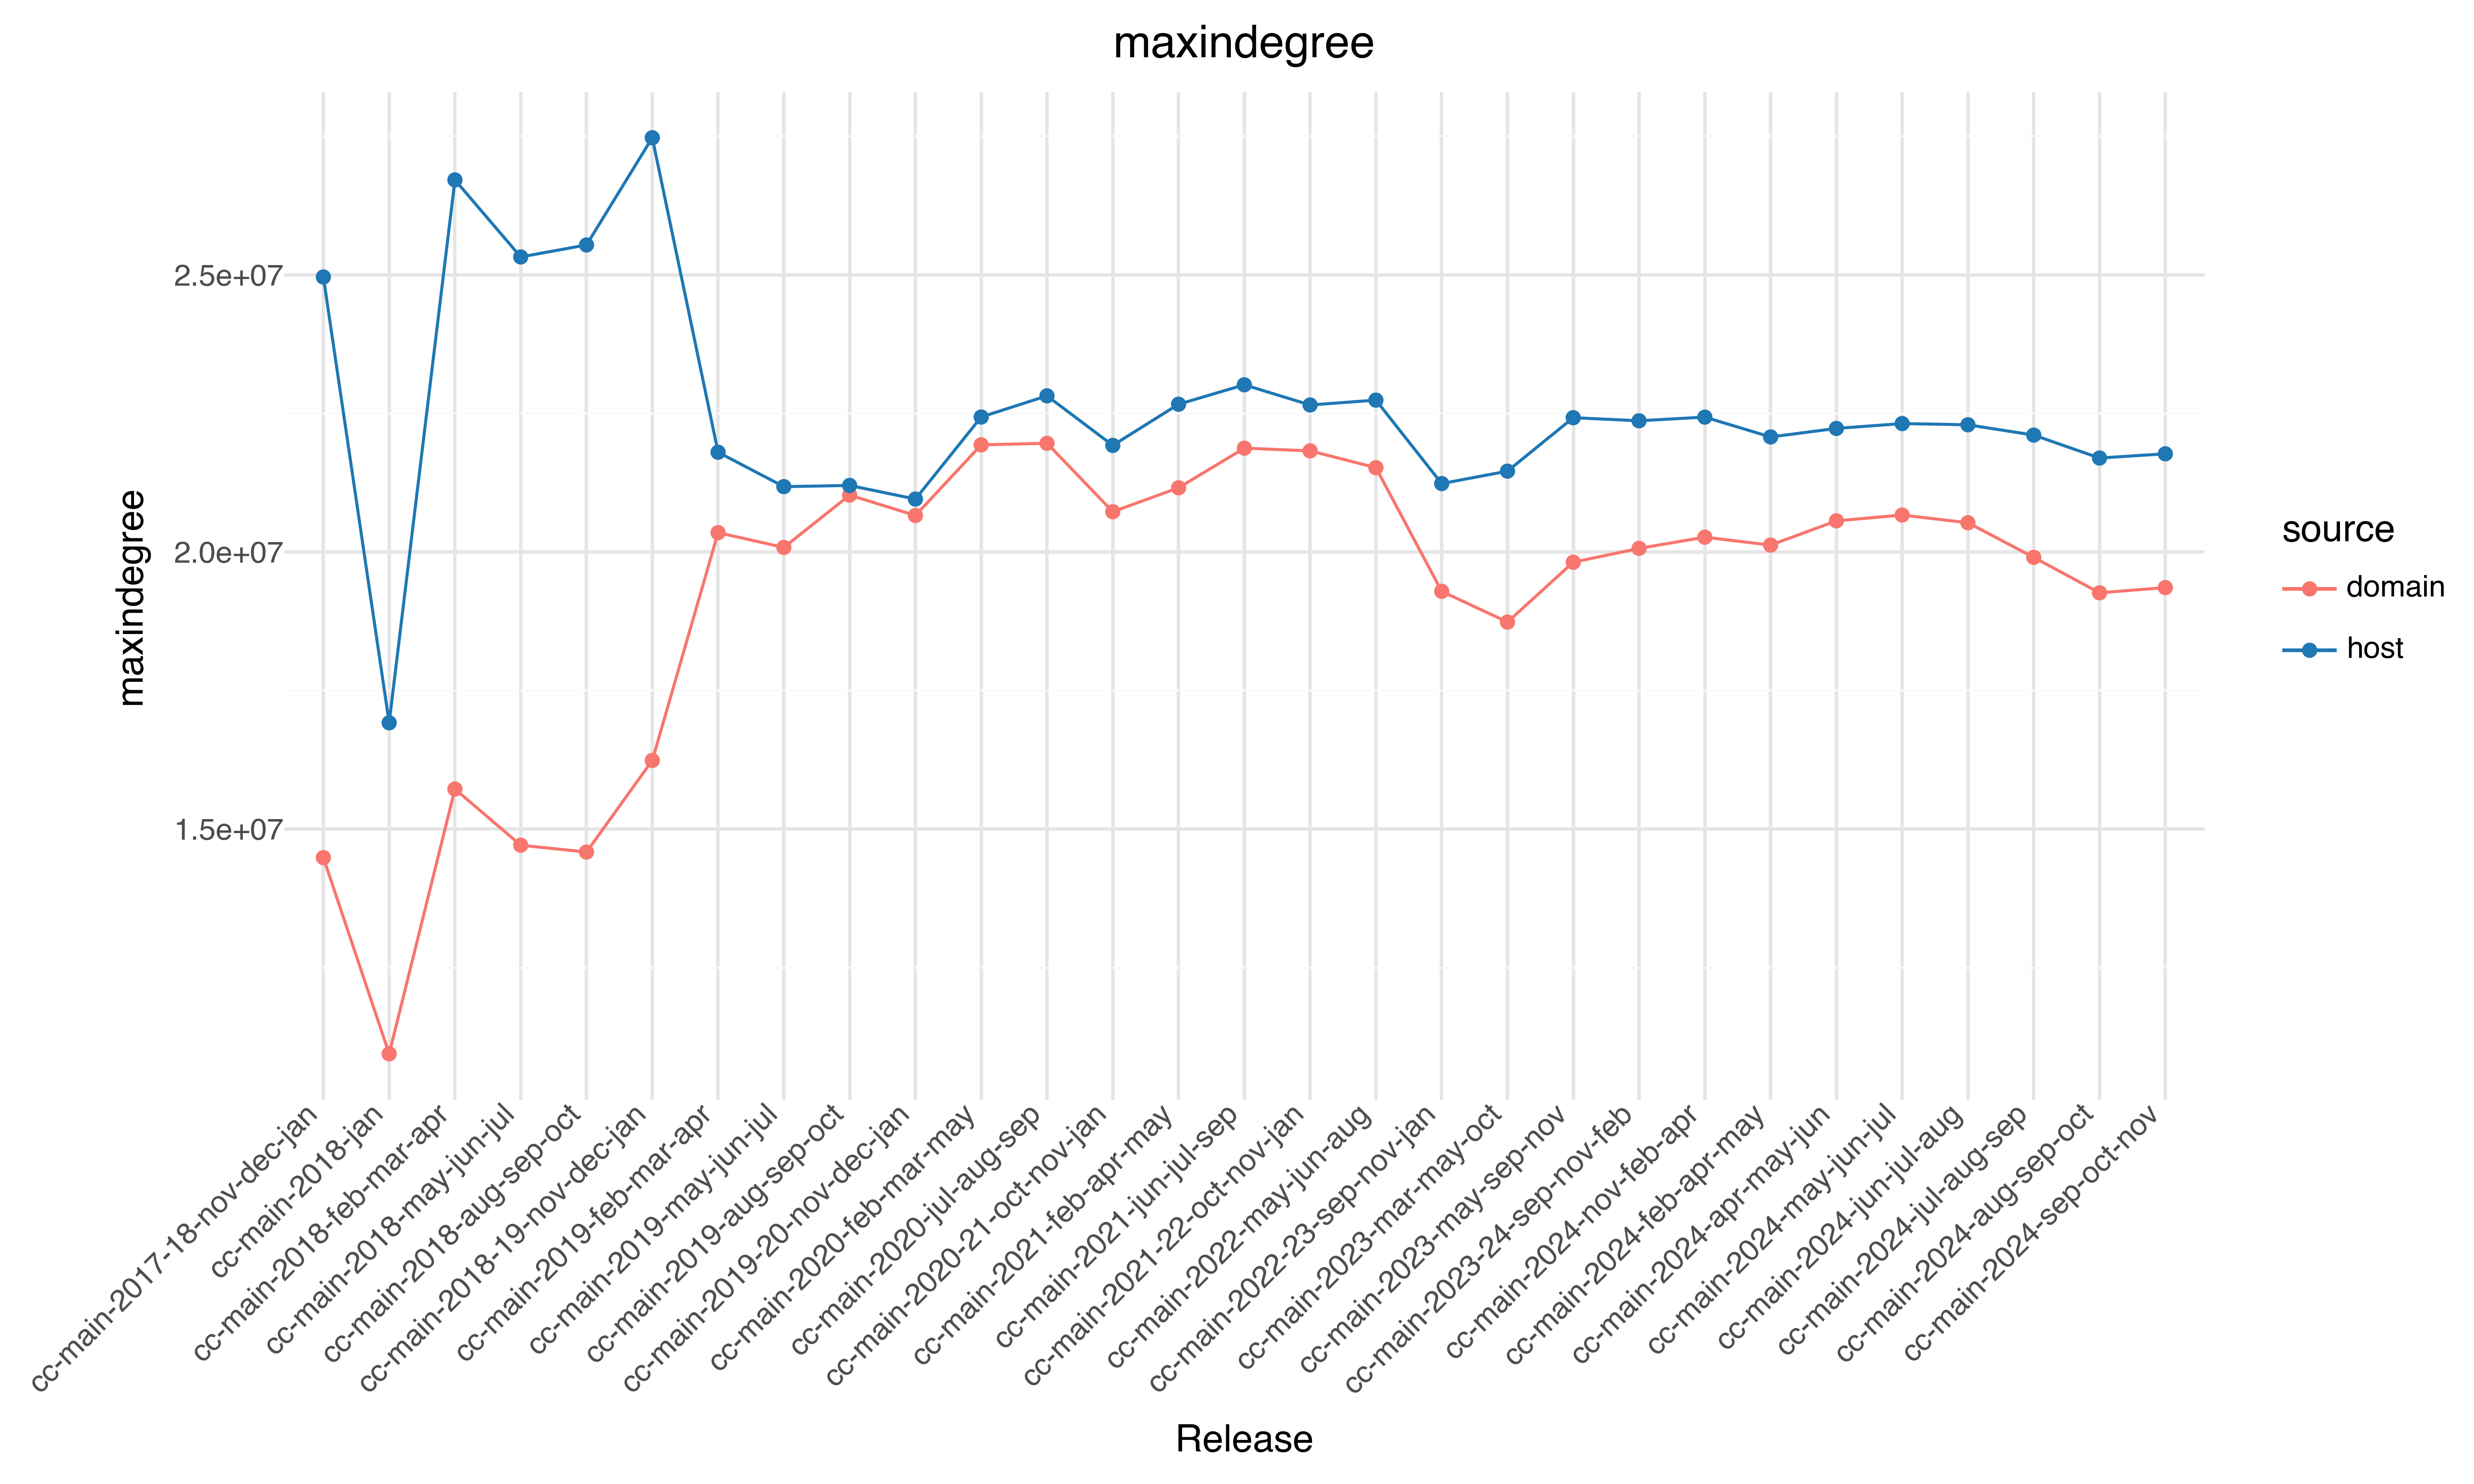 maxindegree
maxindegree
2.5e+07
2.0e+07
1.5e+07
source
domain
host
cc-main-2017-18-nov-dec-jan
cc-main-2018-jan
cc-main-2018-feb-mar-apr
cc-main-2018-may-jun-jul
cc-main-2018-aug-sep-oct
cc-main-2018-19-nov-dec-jan
cc-main-2019-feb-mar-apr
cc-main-2019-may-jun-jul
cc-main-2019-aug-sep-oct
cc-main-2019-20-nov-dec-jan
cc-main-2020-feb-mar-may
cc-main-2020-jul-aug-sep
cc-main-2020-21-oct-nov-jan
cc-main-2021-feb-apr-may
cc-main-2021-jun-jul-sep
cc-main-2021-22-oct-nov-jan
cc-main-2022-may-jun-aug
cc-main-2022-23-sep-nov-jan
cc-main-2023-mar-may-oct
cc-main-2023-may-sep-nov
cc-main-2023-24-sep-nov-feb
cc-main-2024-nov-feb-apr
cc-main-2024-feb-apr-may
cc-main-2024-apr-may-jun
cc-main-2024-may-jun-jul
cc-main-2024-jun-jul-aug
cc-main-2024-jul-aug-sep
cc-main-2024-aug-sep-oct
cc-main-2024-sep-oct-nov
Release